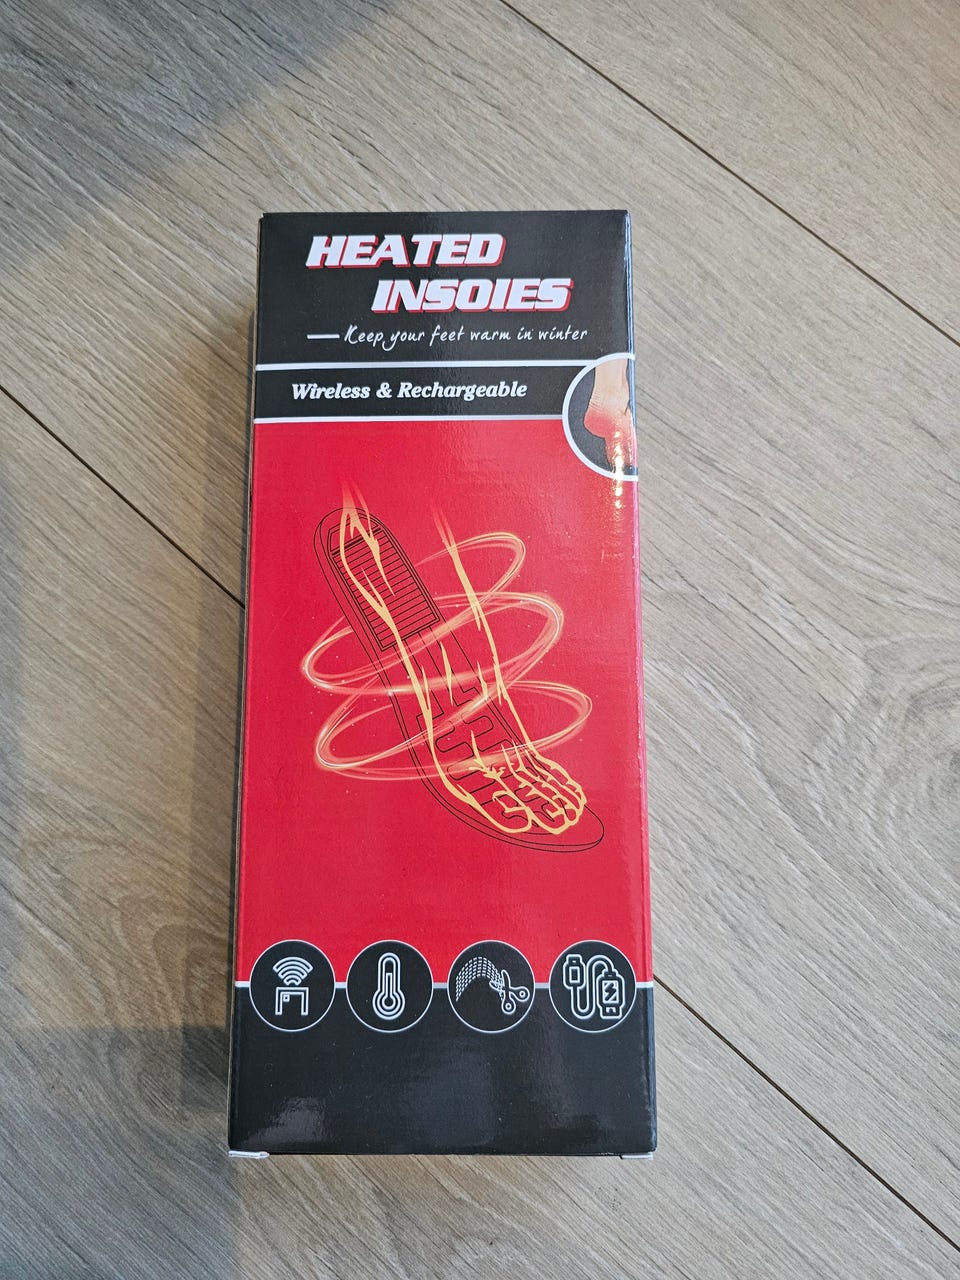 HEATED
INSOIES
Keep your feet warm in winter
Wireless & Rechargeable